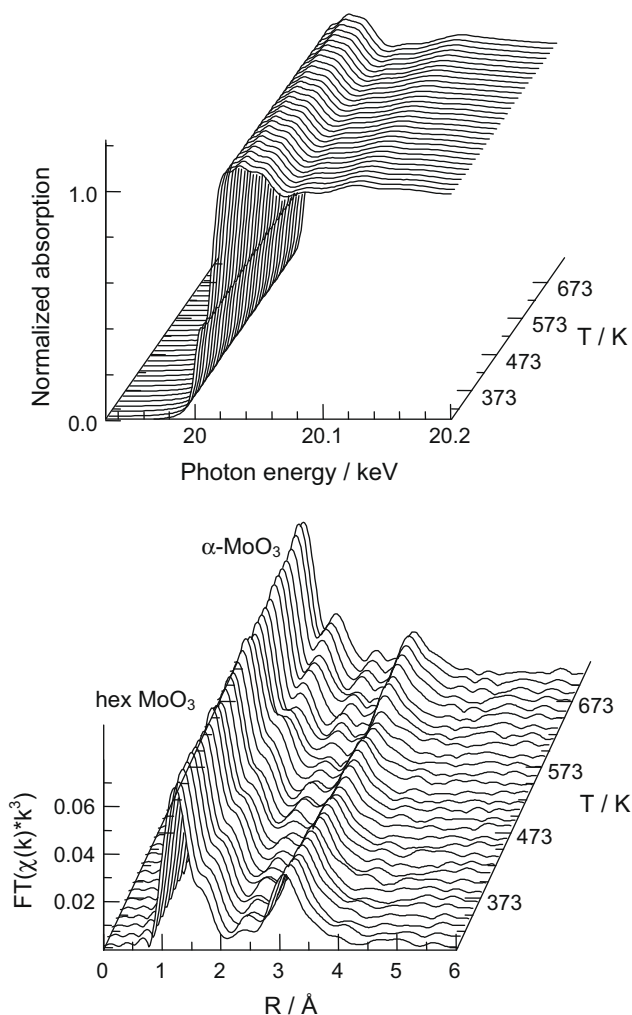 Normalized absorption
1.0
0.0
20
20.1
20.2
Photon energy / keV
373
473
573
673
T / K
α-MoO₃
hex MoO₃
FT(χ(k)*k³)
0.06
0.04
0.02
0
1
2
3
4
5
6
R / Å
373
473
573
673
T / K